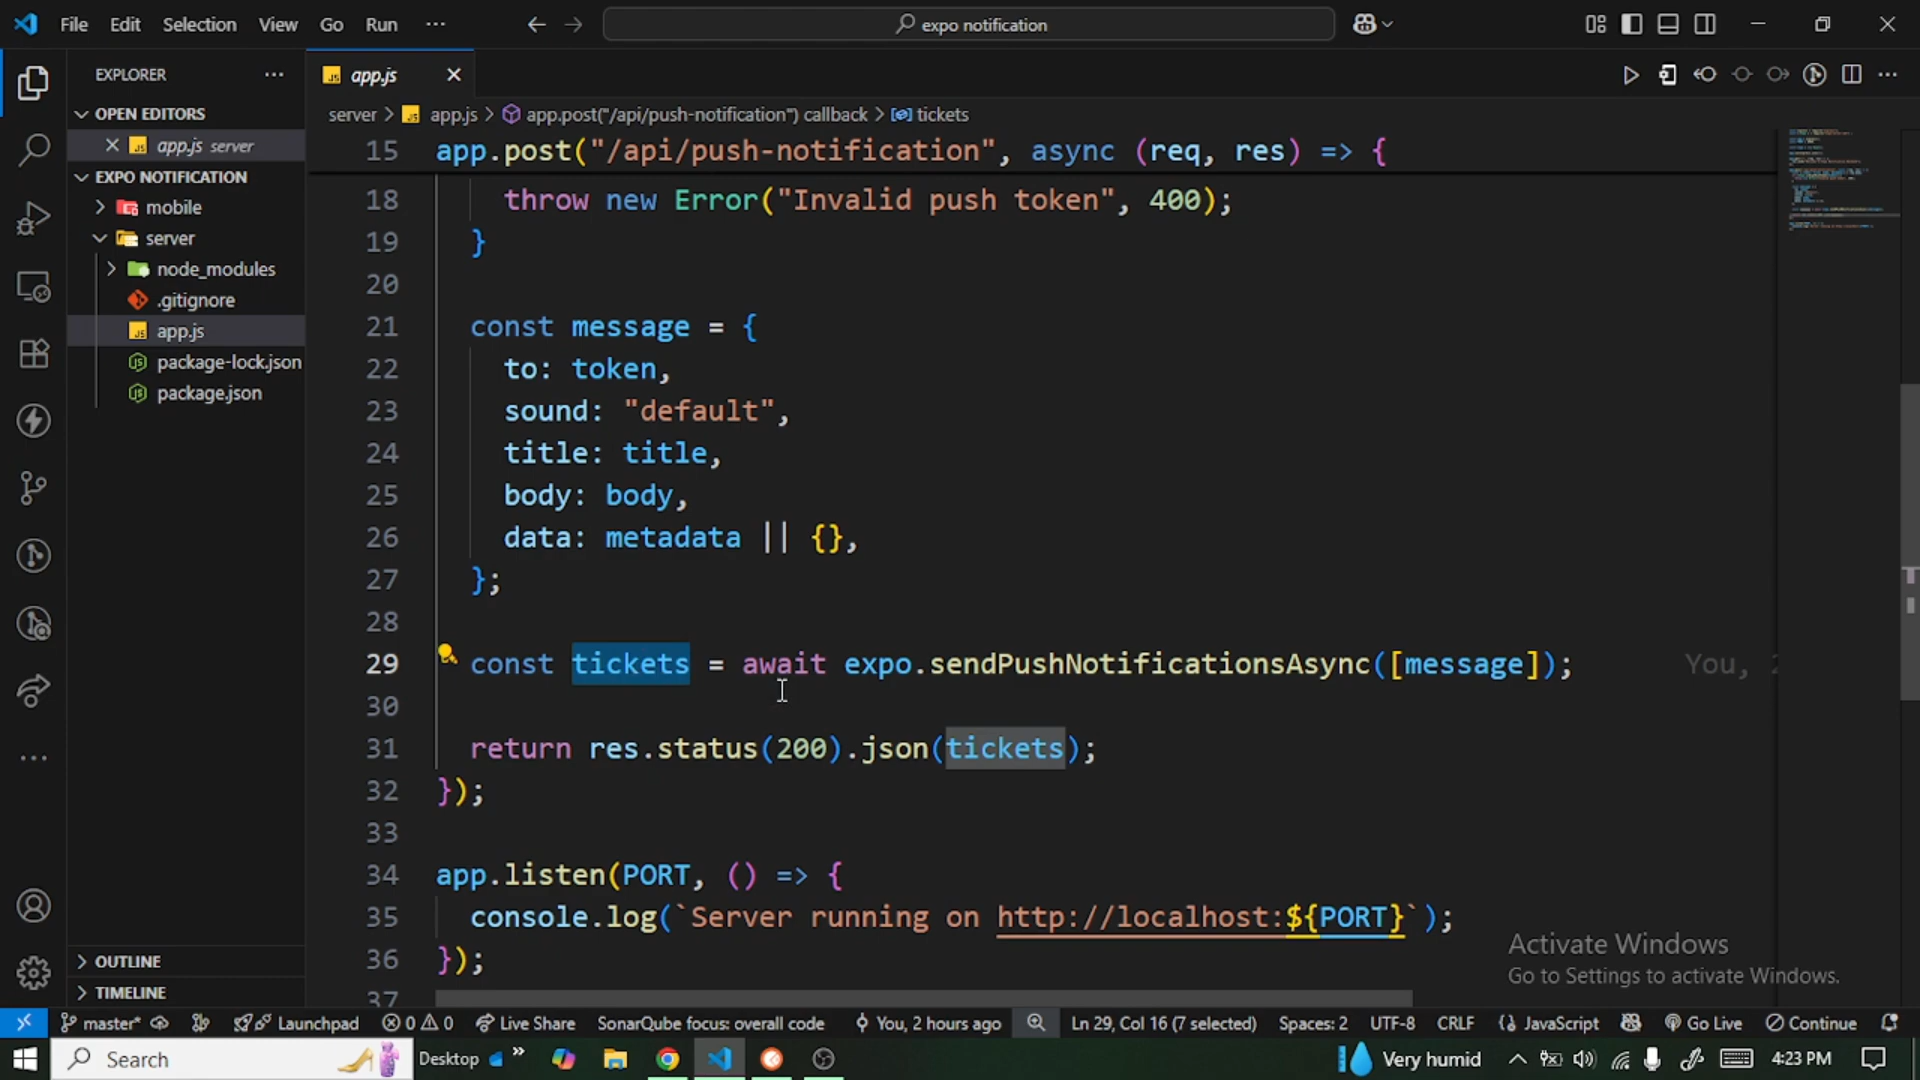 File Edit Selection View Go Run ···
expo notification
EXPLORER ···
OPEN EDITORS
app.js server
EXPO NOTIFICATION
mobile
server
node_modules
.gitignore
app.js
package-lock.json
package.json
OUTLINE
TIMELINE
app.js
server > app.js > app.post("/api/push-notification") callback > tickets
15 app.post("/api/push-notification", async (req, res) => {
18 throw new Error("Invalid push token", 400);
19 }
20
21 const message = {
22 to: token,
23 sound: "default",
24 title: title,
25 body: body,
26 data: metadata || {},
27 };
28
29 const tickets = await expo.sendPushNotificationsAsync([message]); You,
30
31 return res.status(200).json(tickets);
32 });
33
34 app.listen(PORT, () => {
35 console.log(`Server running on http://localhost:${PORT}`);
36 });
37
Activate Windows
Go to Settings to activate Windows.
master* Launchpad 0 0 Live Share SonarQube focus: overall code You, 2 hours ago Ln 29, Col 16 (7 selected) Spaces: 2 UTF-8 CRLF JavaScript Go Live Continue
Search Desktop Very humid 4:23 PM